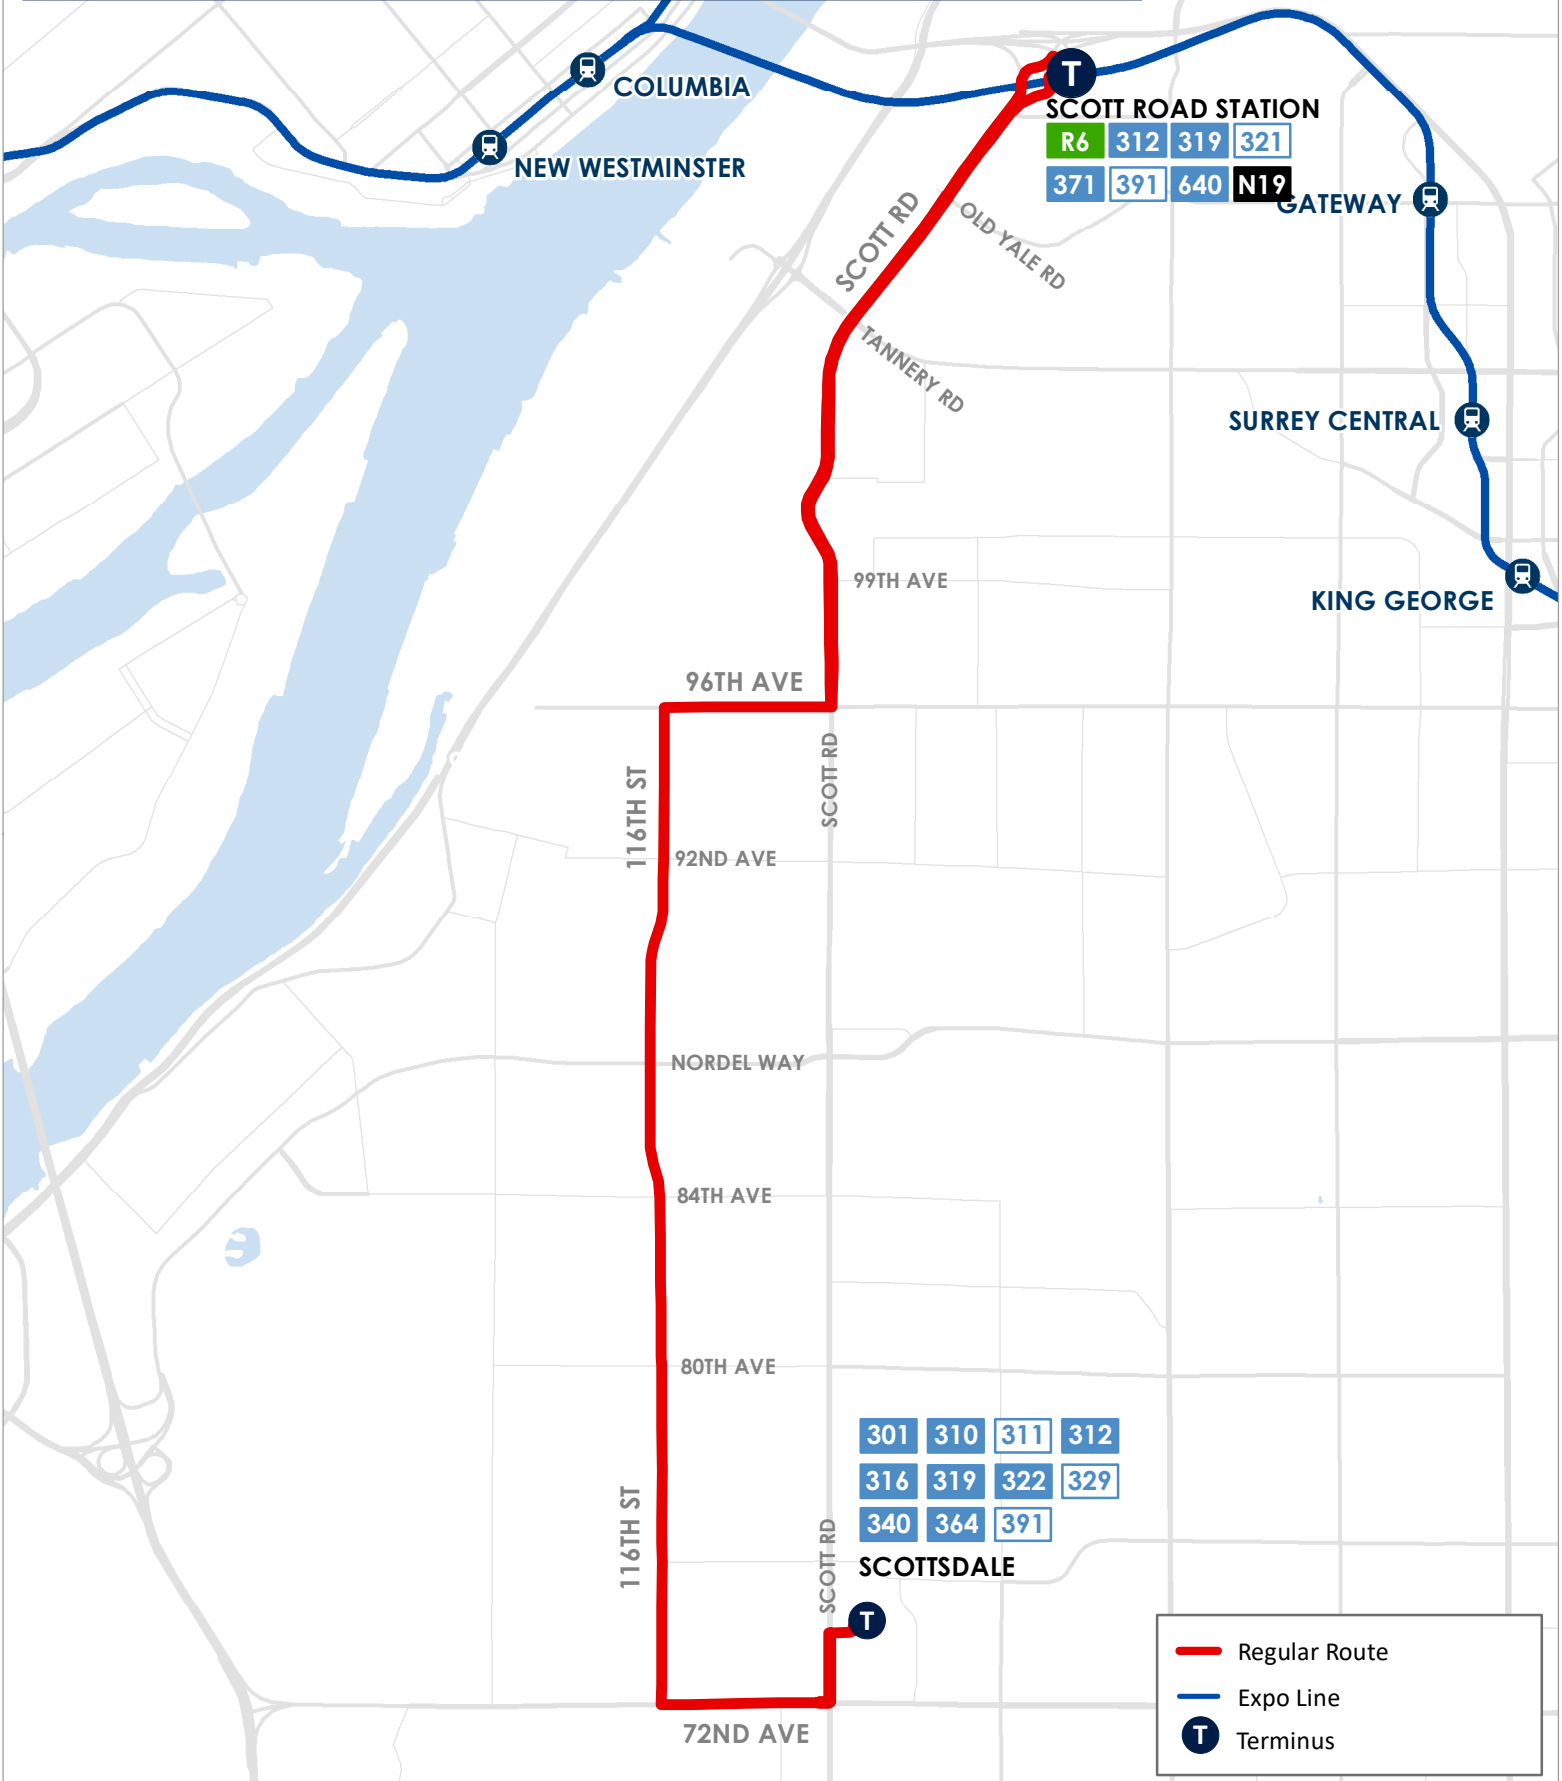 COLUMBIA
T
SCOTT ROAD STATION
R6 312 319 321
371 391 640 N19
NEW WESTMINSTER
GATEWAY
SCOTT RD
OLD YALE RD
TANNERY RD
SURREY CENTRAL
99TH AVE
KING GEORGE
96TH AVE
SCOTT RD
116TH ST
92ND AVE
NORDEL WAY
84TH AVE
80TH AVE
301 310 311 312
316 319 322 329
340 364 391
SCOTTSDALE
116TH ST
SCOTT RD
T
72ND AVE
Regular Route
Expo Line
T Terminus